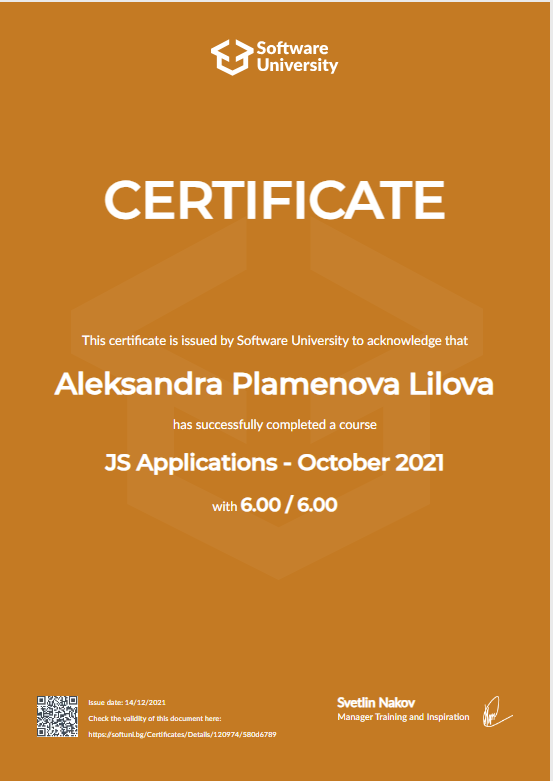 Software
University
CERTIFICATE
This certificate is issued by Software University to acknowledge that
Aleksandra Plamenova Lilova
has successfully completed a course
JS Applications - October 2021
with 6.00 / 6.00
Issue date: 14/12/2021
Check the validity of this document here:
https://softuni.bg/Certificates/Details/120974/580d6789
Svetlin Nakov
Manager Training and Inspiration